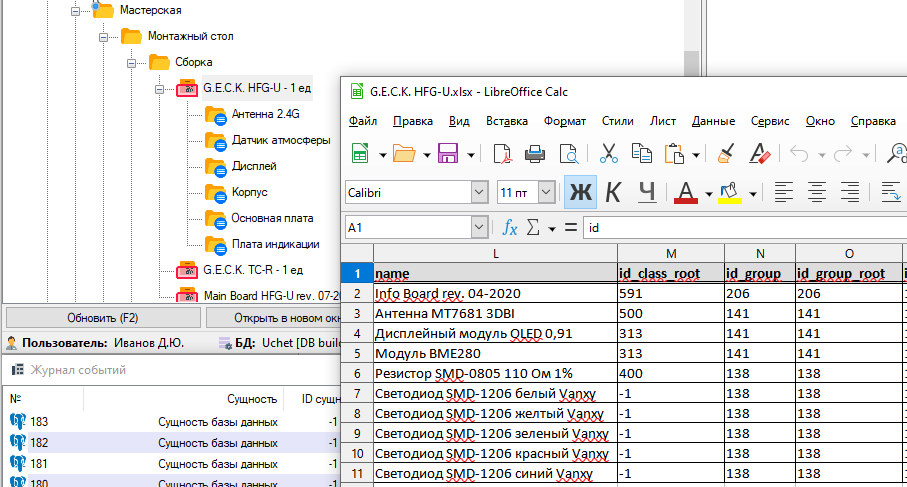 Мастерская
Монтажный стол
Сборка
G.E.C.K. HFG-U - 1 ед
Антенна 2.4G
Датчик атмосферы
Дисплей
Корпус
Основная плата
Плата индикации
G.E.C.K. TC-R - 1 ед
Main Board HFG-U rev. 07-20
Обновить (F2)
Открыть в новом окн
Пользователь: Иванов Д.Ю.
БД: Uchet [DB buil
Журнал событий
№ Сущность ID сущн
183 Сущность базы данных -1
182 Сущность базы данных -1
181 Сущность базы данных -1
180 Сущность базы данных -1
G.E.C.K. HFG-U.xlsx - LibreOffice Calc
Файл Правка Вид Вставка Формат Стили Лист Данные Сервис Окно Справка
Calibri 11 пт Ж К Ч А
A1 fx Σ = id
L M N O
1 name id_class_root id_group id_group_root
2 Info Board rev. 04-2020 591 206 206
3 Антенна MT7681 3DBI 500 141 141
4 Дисплейный модуль OLED 0,91 313 141 141
5 Модуль BME280 313 141 141
6 Резистор SMD-0805 110 Ом 1% 400 138 138
7 Светодиод SMD-1206 белый Vanxy -1 138 138
8 Светодиод SMD-1206 желтый Vanxy -1 138 138
9 Светодиод SMD-1206 зеленый Vanxy -1 138 138
10 Светодиод SMD-1206 красный Vanxy -1 138 138
11 Светодиод SMD-1206 синий Vanxy -1 138 138